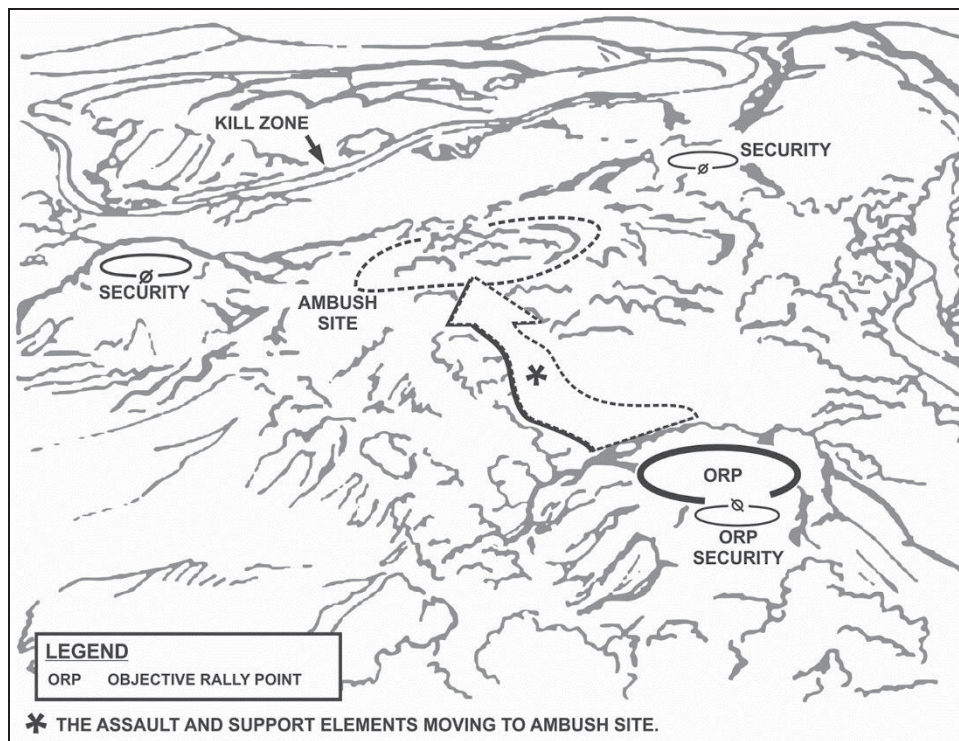 KILL ZONE
SECURITY
SECURITY
AMBUSH
SITE
*
ORP
ORP
SECURITY
LEGEND
ORP OBJECTIVE RALLY POINT
* THE ASSAULT AND SUPPORT ELEMENTS MOVING TO AMBUSH SITE.